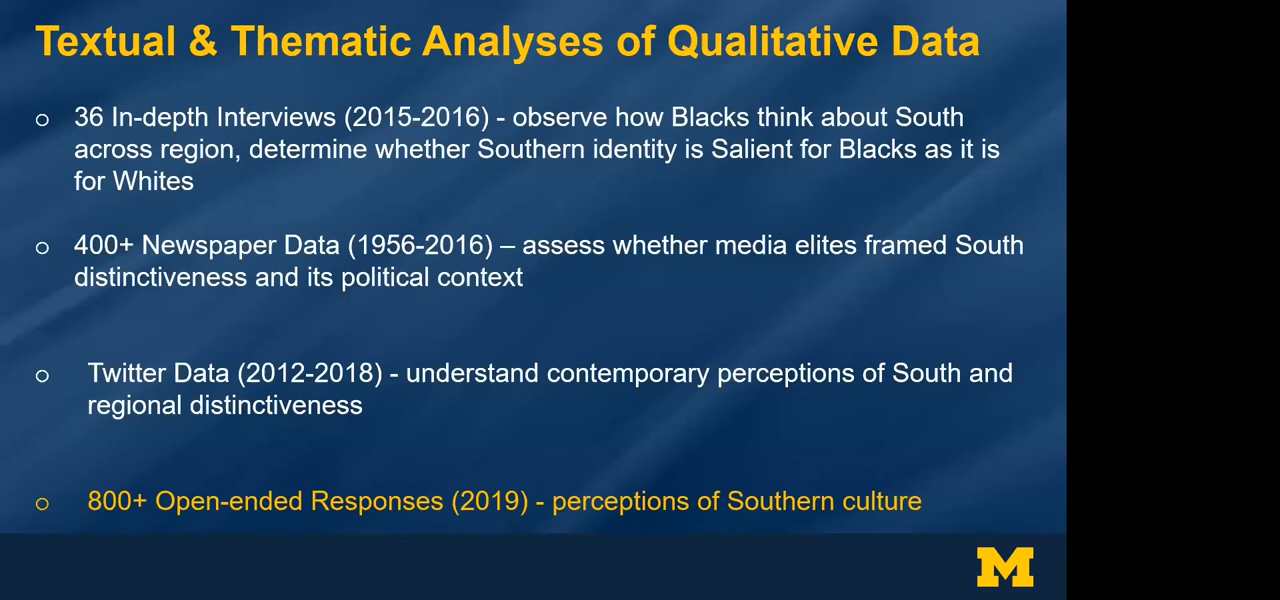 Textual & Thematic Analyses of Qualitative Data
36 In-depth Interviews (2015-2016) - observe how Blacks think about South
across region, determine whether Southern identity is Salient for Blacks as it is
for Whites
400+ Newspaper Data (1956-2016) – assess whether media elites framed South
distinctiveness and its political context
Twitter Data (2012-2018) - understand contemporary perceptions of South and
regional distinctiveness
800+ Open-ended Responses (2019) - perceptions of Southern culture
M